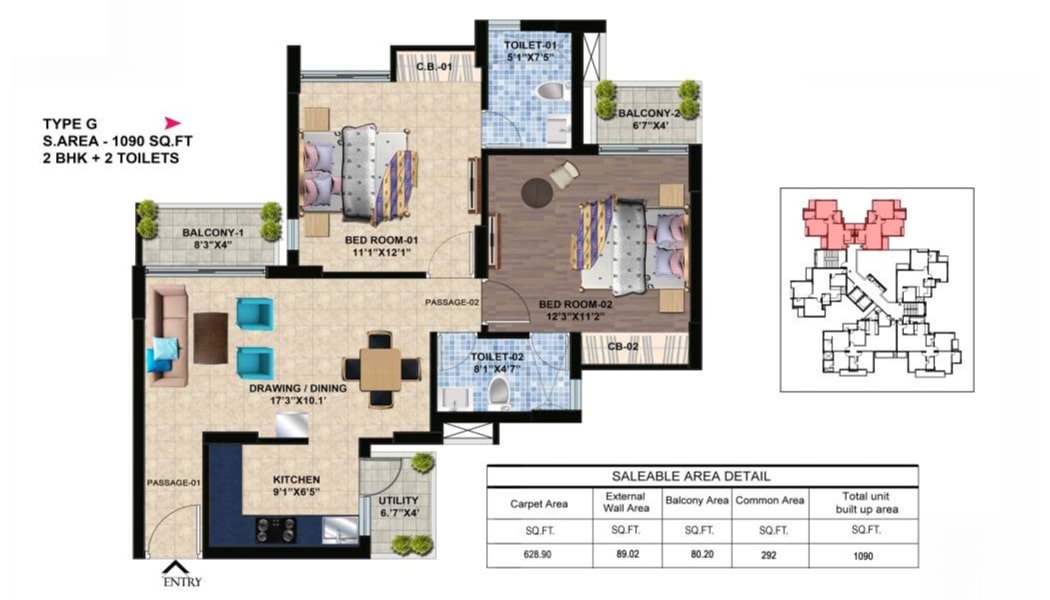 TYPE G
S.AREA - 1090 SQ.FT
2 BHK + 2 TOILETS
C.B.-01
TOILET-01
5'1"X7'5"
BALCONY-2
6'7"X4'
BALCONY-1
8'3"X4"
BED ROOM-01
11'1"X12'1"
PASSAGE-02
BED ROOM-02
12'3"X11'2"
CB-02
TOILET-02
8'1"X4'7"
DRAWING / DINING
17'3"X10.1'
KITCHEN
9'1"X6'5"
PASSAGE-01
UTILITY
6.'7"X4'
ENTRY
SALEABLE AREA DETAIL
Carpet Area External Wall Area Balcony Area Common Area Total unit built up area
SQ.FT. SQ.FT. SQ.FT. SQ.FT. SQ.FT.
628.90 89.02 80.20 292 1090